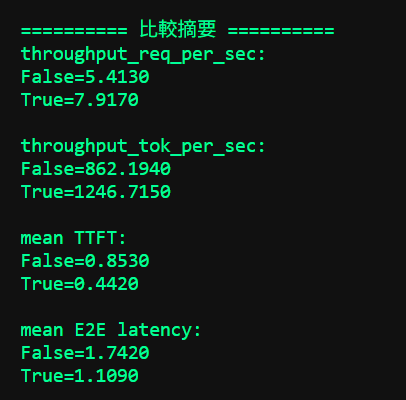 ========== 比較摘要 ==========
throughput_req_per_sec:
False=5.4130
True=7.9170
throughput_tok_per_sec:
False=862.1940
True=1246.7150
mean TTFT:
False=0.8530
True=0.4420
mean E2E latency:
False=1.7420
True=1.1090